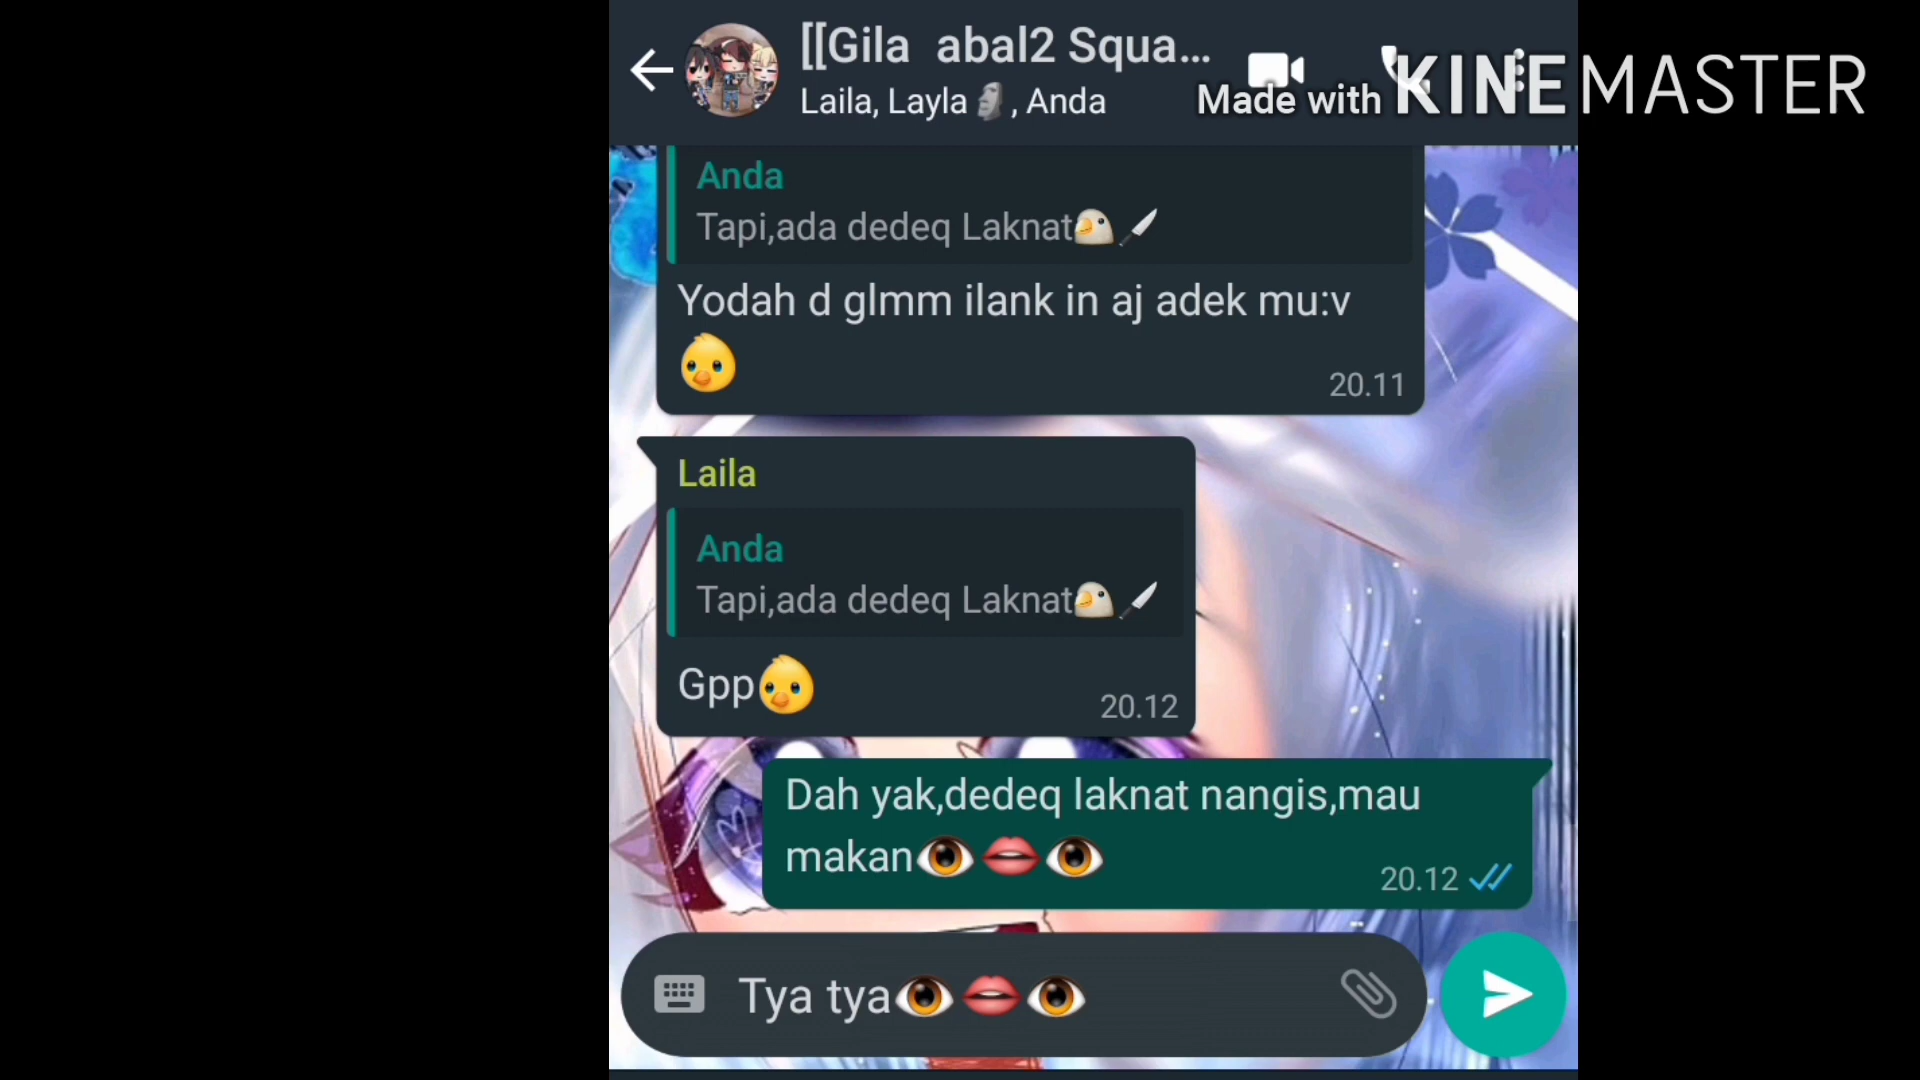 [[Gila abal2 Squa...
Laila, Layla🗿, Anda
Made with KINEMASTER
Anda
Tapi,ada dedeq Laknat🐤🔪
Yodah d glmm ilank in aj adek mu:v
🐥
20.11
Laila
Anda
Tapi,ada dedeq Laknat🐤🔪
Gpp🐥
20.12
Dah yak,dedeq laknat nangis,mau
makan👁👄👁
20.12
Tya tya👁👄👁